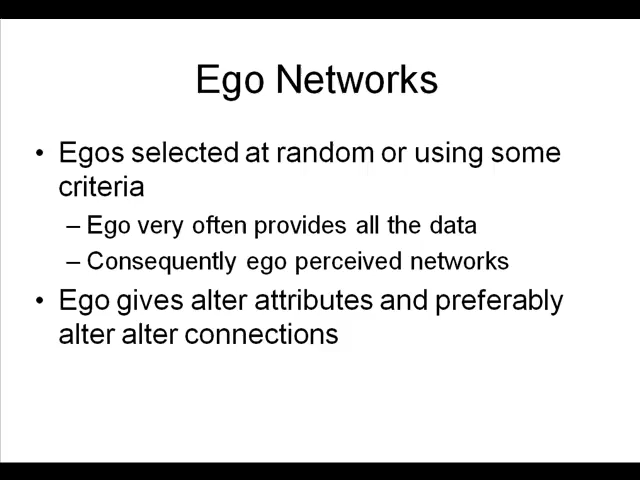 Ego Networks
• Egos selected at random or using some
criteria
– Ego very often provides all the data
– Consequently ego perceived networks
• Ego gives alter attributes and preferably
alter alter connections